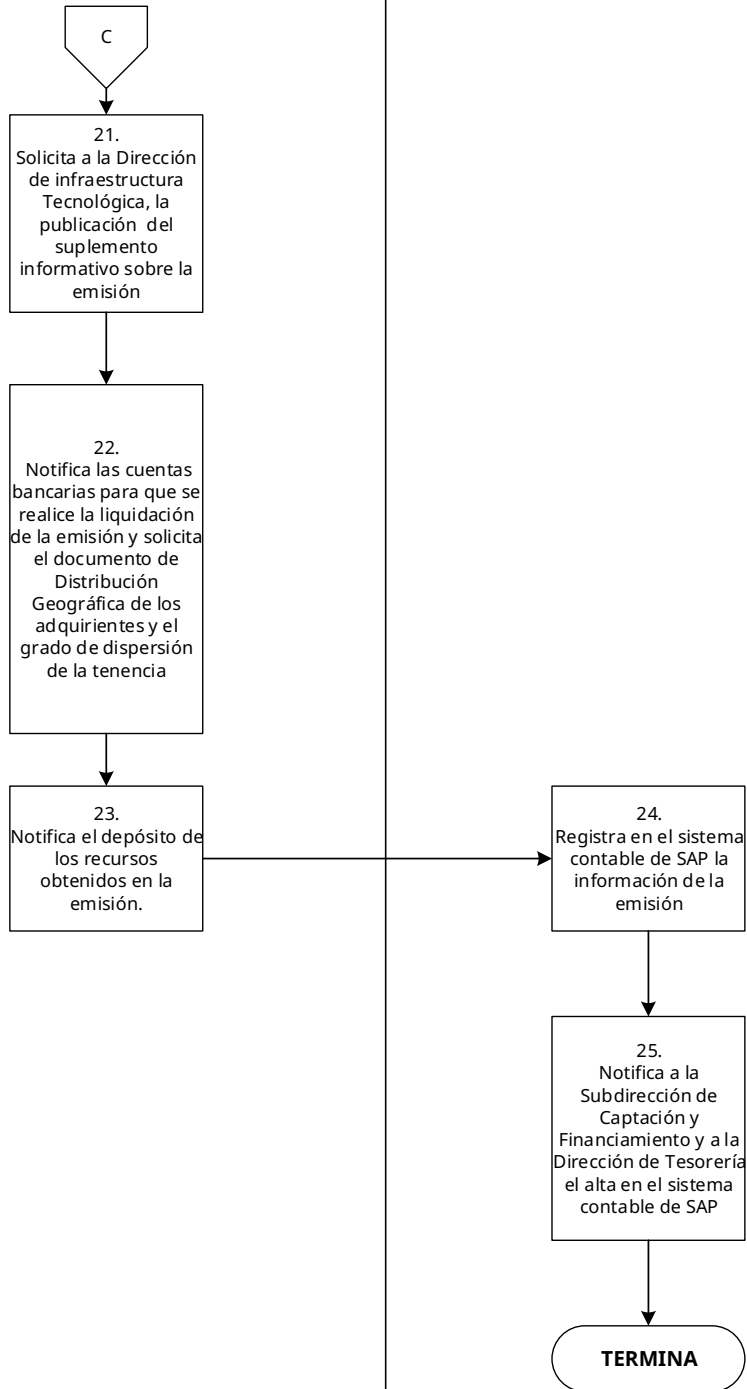 C
21.
Solicita a la Dirección
de infraestructura
Tecnológica, la
publicación del
suplemento
informativo sobre la
emisión
22.
Notifica las cuentas
bancarias para que se
realice la liquidación
de la emisión y solicita
el documento de
Distribución
Geográfica de los
adquirientes y el
grado de dispersión
de la tenencia
23.
Notifica el depósito de
los recursos
obtenidos en la
emisión.
24.
Registra en el sistema
contable de SAP la
información de la
emisión
25.
Notifica a la
Subdirección de
Captación y
Financiamiento y a la
Dirección de Tesorería
el alta en el sistema
contable de SAP
TERMINA